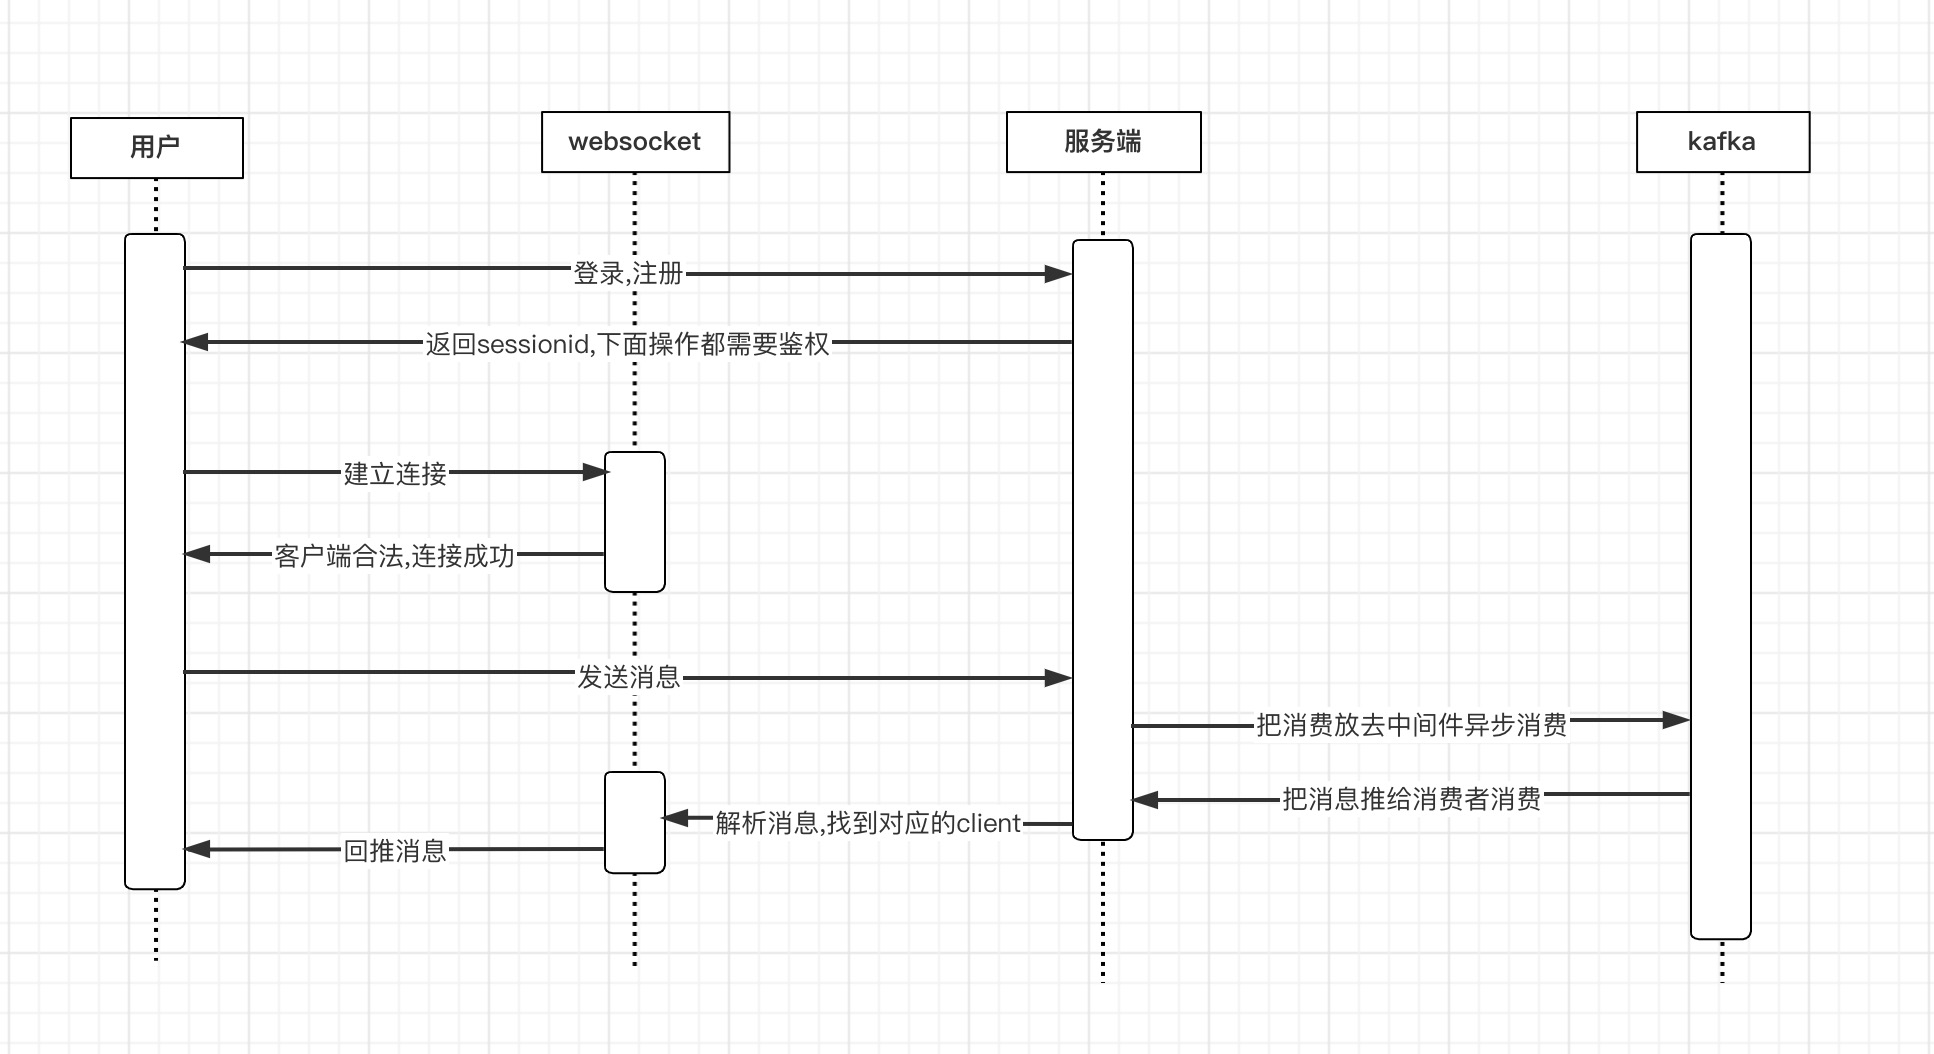 用户
websocket
服务端
kafka
登录,注册
返回sessionid,下面操作都需要鉴权
建立连接
客户端合法,连接成功
发送消息
把消费放去中间件异步消费
把消息推给消费者消费
解析消息,找到对应的client
回推消息